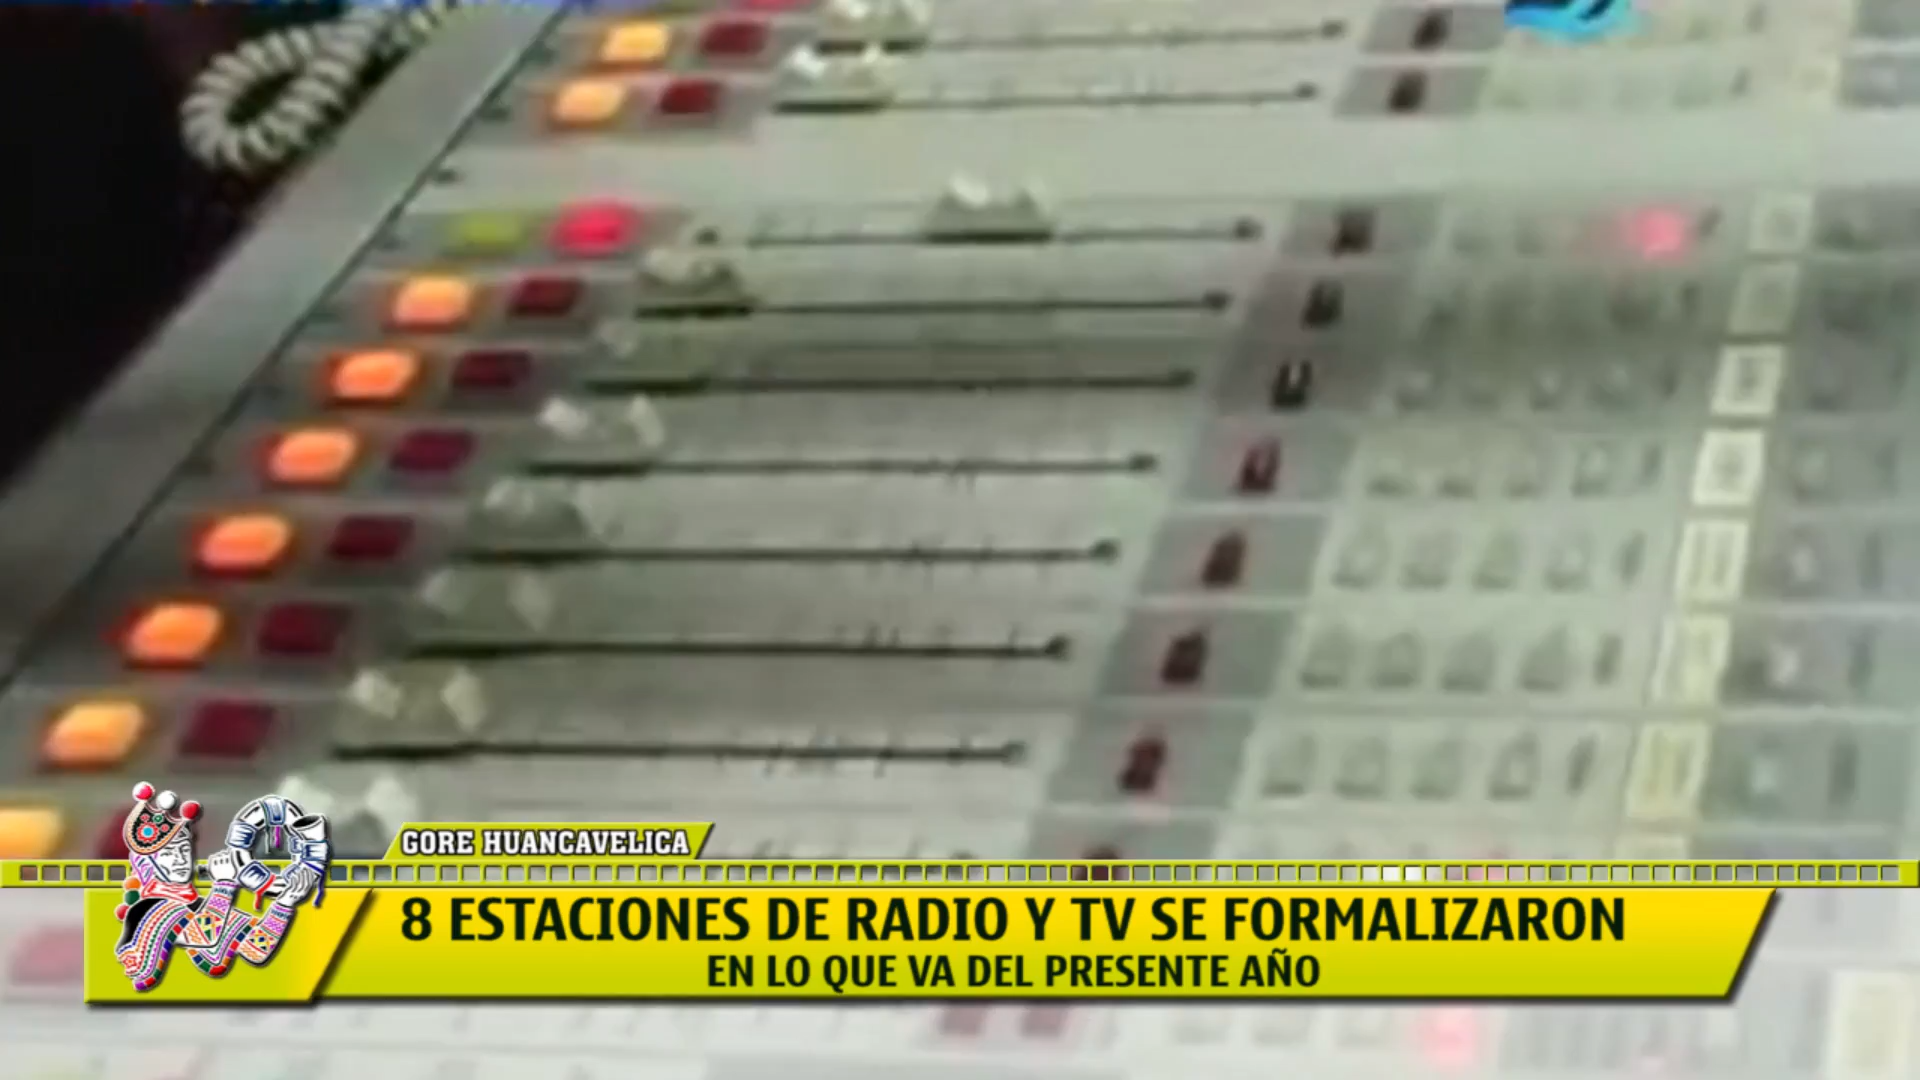 GORE HUANCAVELICA
8 ESTACIONES DE RADIO Y TV SE FORMALIZARON
EN LO QUE VA DEL PRESENTE AÑO